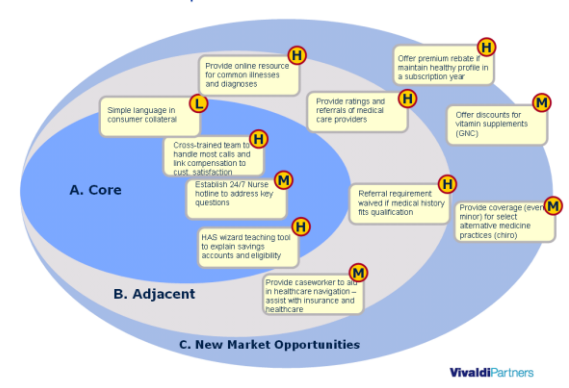 H
Provide online resource
for common illnesses
and diagnoses
H
Offer premium rebate if
maintain healthy profile in
a subscription year
L
Simple language in
consumer collateral
H
Provide ratings and
referrals of medical
care providers
M
Offer discounts for
vitamin supplements
(GNC)
H
Cross-trained team to
handle most calls and
link compensation to
cust. satisfaction
M
Establish 24/7 Nurse
hotline to address key
questions
A. Core
H
Referral requirement
waived if medical history
fits qualification
M
Provide coverage (even
minor) for select
alternative medicine
practices (chiro)
H
HAS wizard teaching tool
to explain savings
accounts and eligibility
M
Provide caseworker to aid
in healthcare navigation –
assist with insurance and
healthcare
B. Adjacent
C. New Market Opportunities
VivaldiPartners